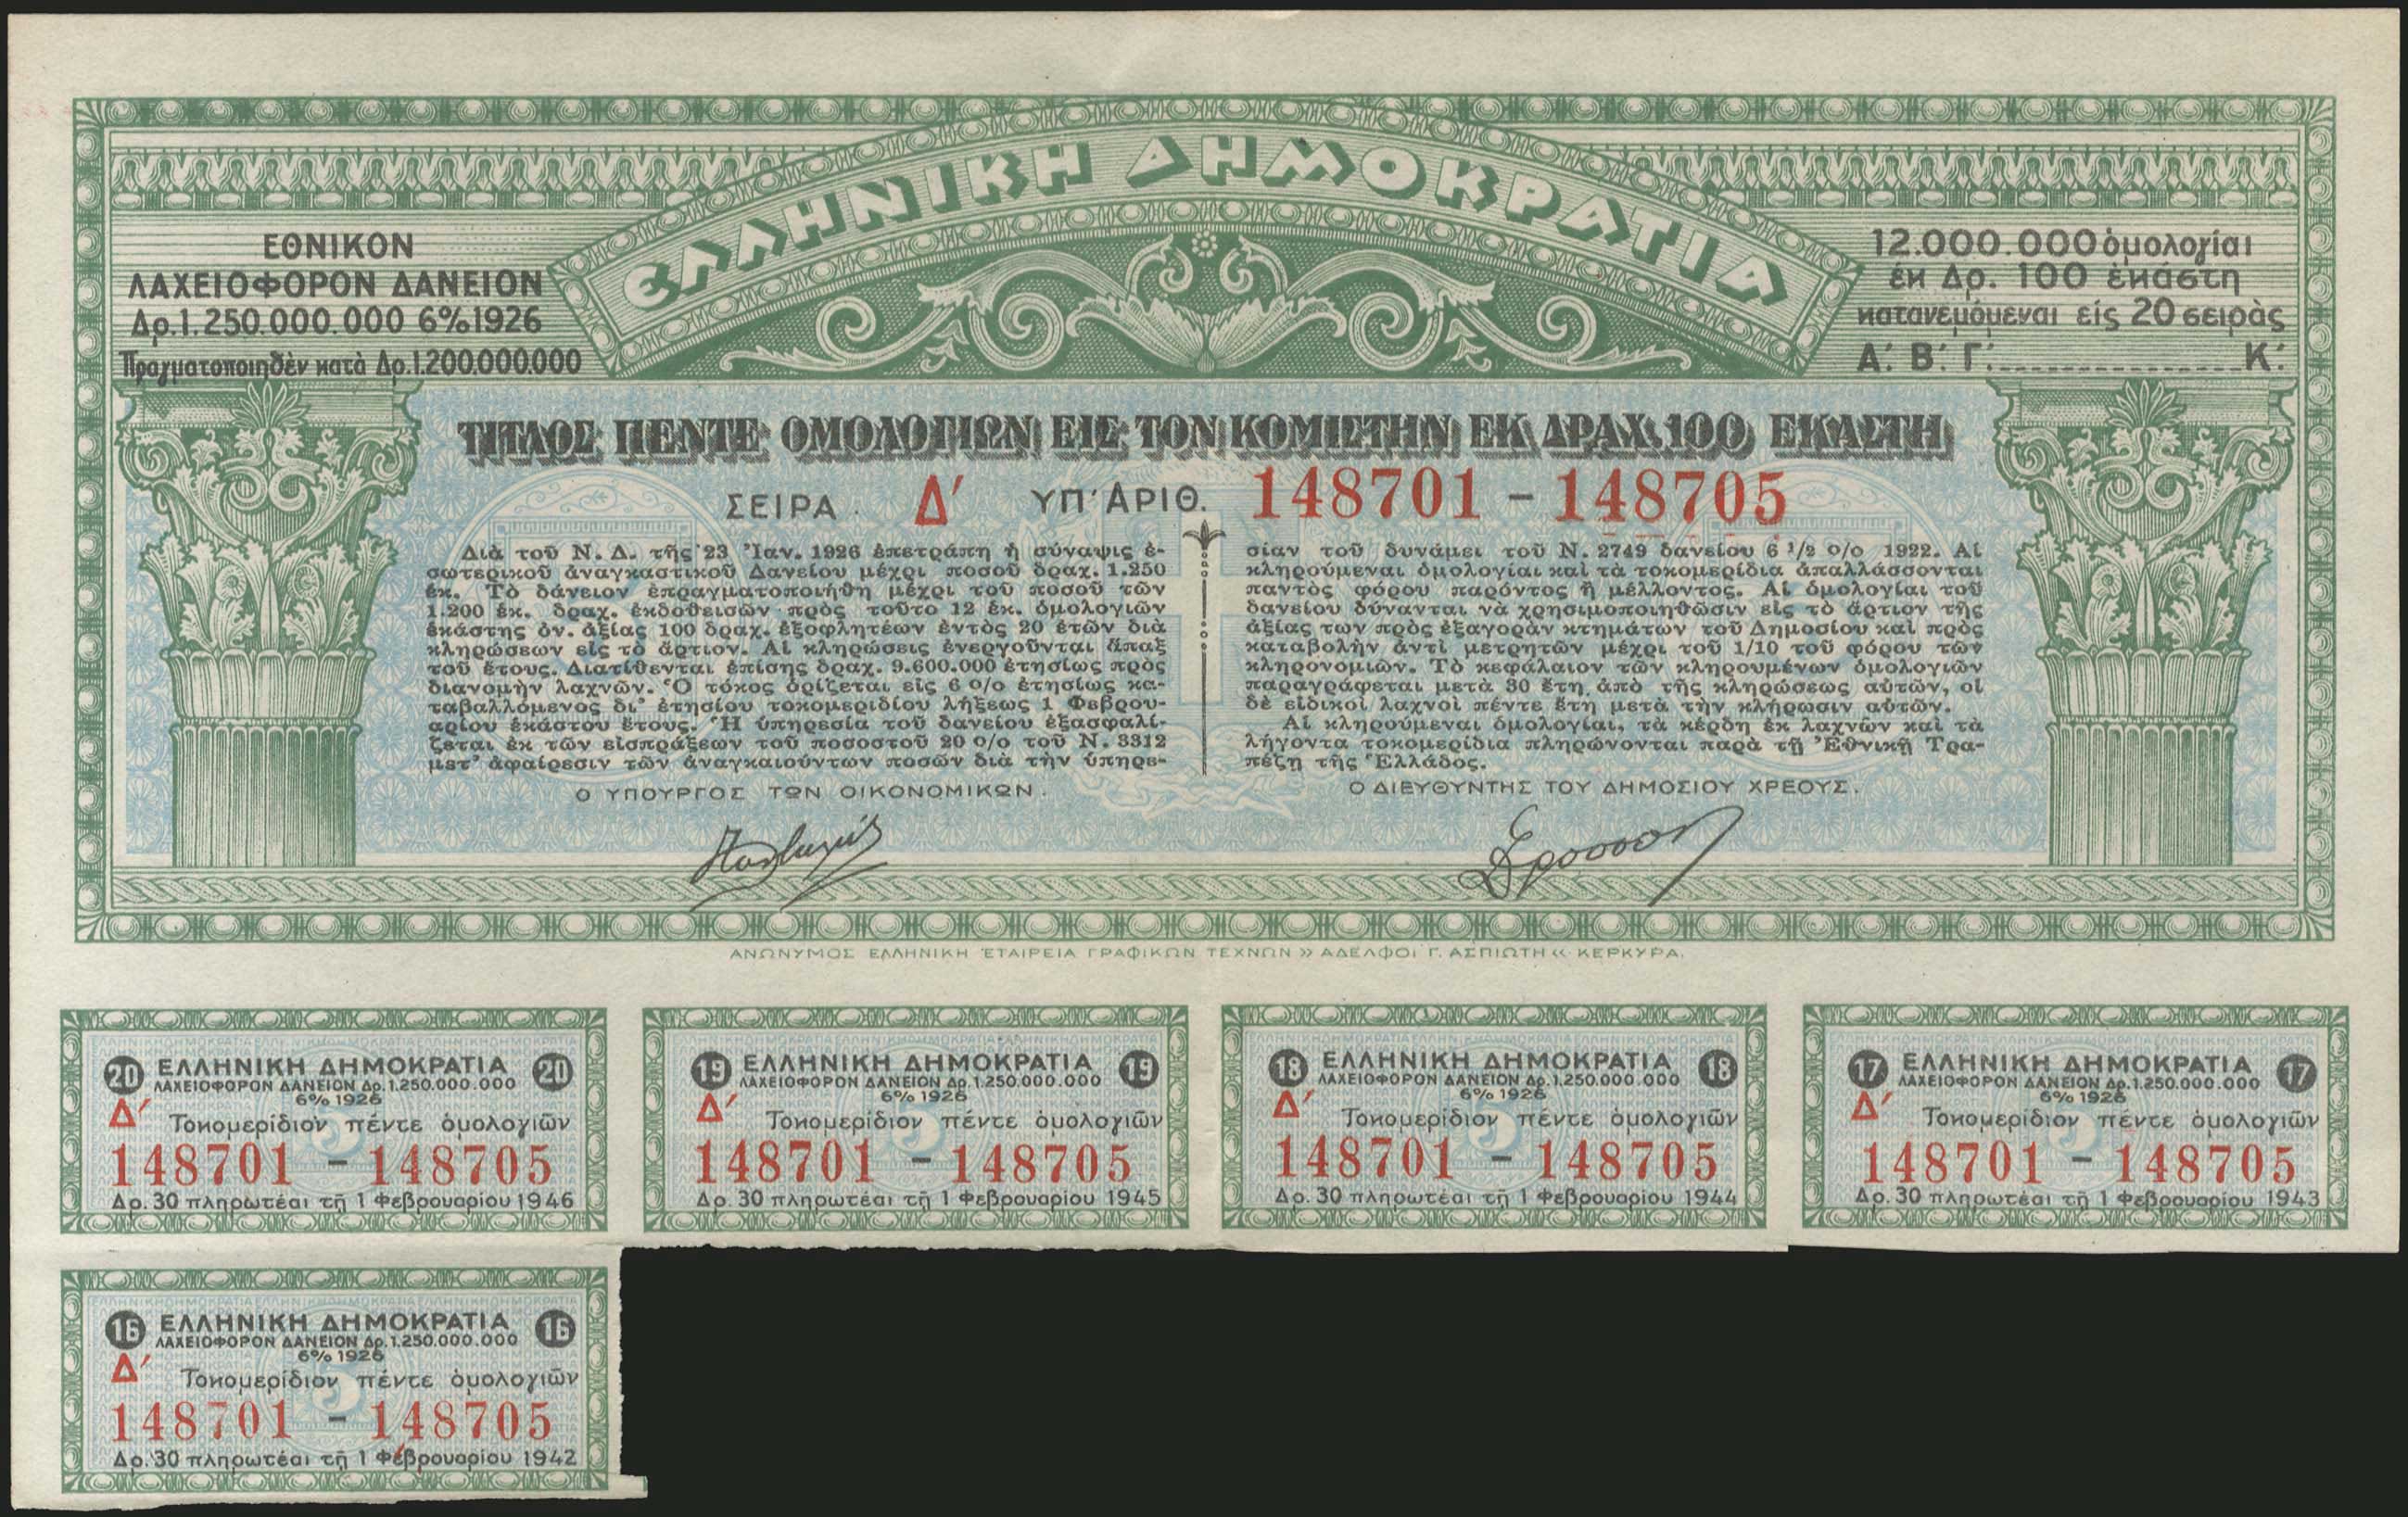 ΕΛΛΗΝΙΚΗ ΔΗΜΟΚΡΑΤΙΑ
ΕΘΝΙΚΟΝ
ΛΑΧΕΙΟΦΟΡΟΝ ΔΑΝΕΙΟΝ
Δρ.1.250.000.000 6% 1926
Πραγματοποιηθὲν κατὰ Δρ.1.200.000.000
12.000.000 ὁμολογίαι
ἐκ Δρ. 100 ἑκάστη
κατανεμόμεναι εἰς 20 σειρὰς
Α΄. Β΄. Γ΄. ................ Κ΄.
ΤΙΤΛΟΣ ΠΕΝΤΕ ΟΜΟΛΟΓΙΩΝ ΕΙΣ ΤΟΝ ΚΟΜΙΣΤΗΝ ΕΚ ΔΡΑΧ. 100 ΕΚΑΣΤΗ
ΣΕΙΡΑ Δ΄ ΥΠ' ΑΡΙΘ. 148701 - 148705
Διὰ τοῦ Ν. Δ. τῆς 23 Ἰαν. 1926 ἐπετράπη ἡ σύναψις ἐ-
σωτερικοῦ ἀναγκαστικοῦ Δανείου μέχρι ποσοῦ δραχ. 1.250
ἑκ. Τὸ δάνειον ἐπραγματοποιήθη μέχρι τοῦ ποσοῦ τῶν
1.200 ἑκ. δραχ. ἐκδοθεισῶν πρὸς τοῦτο 12 ἑκ. ὁμολογιῶν
ἑκάστης ὀν. ἀξίας 100 δραχ. ἐξοφλητέων ἐντὸς 20 ἐτῶν διὰ
κληρώσεων εἰς τὸ ἄρτιον. Αἱ κληρώσεις ἐνεργοῦνται ἅπαξ
τοῦ ἔτους. Διατίθενται ἐπίσης δραχ. 9.600.000 ἐτησίως πρὸς
διανομὴν λαχνῶν. Ὁ τόκος ὁρίζεται εἰς 6 ο/ο ἐτησίως κα-
ταβαλλόμενος δι' ἐτησίου τοκομεριδίου λήξεως 1 Φεβρου-
αρίου ἑκάστου ἔτους. Ἡ ὑπηρεσία τοῦ δανείου ἐξασφαλί-
ζεται ἐκ τῶν εἰσπράξεων τοῦ ποσοστοῦ 20 ο/ο τοῦ Ν. 3312
μετ' ἀφαίρεσιν τῶν ἀναγκαιούντων ποσῶν διὰ τὴν ὑπηρε-
σίαν τοῦ δυνάμει τοῦ Ν. 2749 δανείου 6 1/2 ο/ο 1922. Αἱ
κληρούμεναι ὁμολογίαι καὶ τὰ τοκομερίδια ἀπαλλάσσονται
παντὸς φόρου παρόντος ἢ μέλλοντος. Αἱ ὁμολογίαι τοῦ
δανείου δύνανται νὰ χρησιμοποιηθῶσιν εἰς τὸ ἄρτιον τῆς
ἀξίας των πρὸς ἐξαγορὰν κτημάτων τοῦ Δημοσίου καὶ πρὸς
καταβολὴν ἀντὶ μετρητῶν μέχρι τοῦ 1/10 τοῦ φόρου τῶν
κληρονομιῶν. Τὸ κεφάλαιον τῶν κληρουμένων ὁμολογιῶν
παραγράφεται μετὰ 30 ἔτη ἀπὸ τῆς κληρώσεως αὐτῶν, οἱ
δὲ εἰδικοὶ λαχνοὶ πέντε ἔτη μετὰ τὴν κλήρωσιν αὐτῶν.
Αἱ κληρούμεναι ὁμολογίαι, τὰ κέρδη ἐκ λαχνῶν καὶ τὰ
λήγοντα τοκομερίδια πληρώνονται παρὰ τῇ Ἐθνικῇ Τρα-
πέζῃ τῆς Ἑλλάδος.
Ο ΥΠΟΥΡΓΟΣ ΤΩΝ ΟΙΚΟΝΟΜΙΚΩΝ.
Ο ΔΙΕΥΘΥΝΤΗΣ ΤΟΥ ΔΗΜΟΣΙΟΥ ΧΡΕΟΥΣ.
ΑΝΩΝΥΜΟΣ ΕΛΛΗΝΙΚΗ ΕΤΑΙΡΕΙΑ ΓΡΑΦΙΚΩΝ ΤΕΧΝΩΝ » ΑΔΕΛΦΟΙ Γ. ΑΣΠΙΩΤΗ « ΚΕΡΚΥΡΑ.
20 ΕΛΛΗΝΙΚΗ ΔΗΜΟΚΡΑΤΙΑ 20
ΛΑΧΕΙΟΦΟΡΟΝ ΔΑΝΕΙΟΝ Δρ.1.250.000.000
6% 1926
Δ΄ Τοκομερίδιον πέντε ὁμολογιῶν
148701 - 148705
Δρ. 30 πληρωτέαι τῇ 1 Φεβρουαρίου 1946
19 ΕΛΛΗΝΙΚΗ ΔΗΜΟΚΡΑΤΙΑ 19
ΛΑΧΕΙΟΦΟΡΟΝ ΔΑΝΕΙΟΝ Δρ.1.250.000.000
6% 1926
Δ΄ Τοκομερίδιον πέντε ὁμολογιῶν
148701 - 148705
Δρ. 30 πληρωτέαι τῇ 1 Φεβρουαρίου 1945
18 ΕΛΛΗΝΙΚΗ ΔΗΜΟΚΡΑΤΙΑ 18
ΛΑΧΕΙΟΦΟΡΟΝ ΔΑΝΕΙΟΝ Δρ.1.250.000.000
6% 1926
Δ΄ Τοκομερίδιον πέντε ὁμολογιῶν
148701 - 148705
Δρ. 30 πληρωτέαι τῇ 1 Φεβρουαρίου 1944
17 ΕΛΛΗΝΙΚΗ ΔΗΜΟΚΡΑΤΙΑ 17
ΛΑΧΕΙΟΦΟΡΟΝ ΔΑΝΕΙΟΝ Δρ.1.250.000.000
6% 1926
Δ΄ Τοκομερίδιον πέντε ὁμολογιῶν
148701 - 148705
Δρ. 30 πληρωτέαι τῇ 1 Φεβρουαρίου 1943
16 ΕΛΛΗΝΙΚΗ ΔΗΜΟΚΡΑΤΙΑ 16
ΛΑΧΕΙΟΦΟΡΟΝ ΔΑΝΕΙΟΝ Δρ.1.250.000.000
6% 1926
Δ΄ Τοκομερίδιον πέντε ὁμολογιῶν
148701 - 148705
Δρ. 30 πληρωτέαι τῇ 1 Φεβρουαρίου 1942